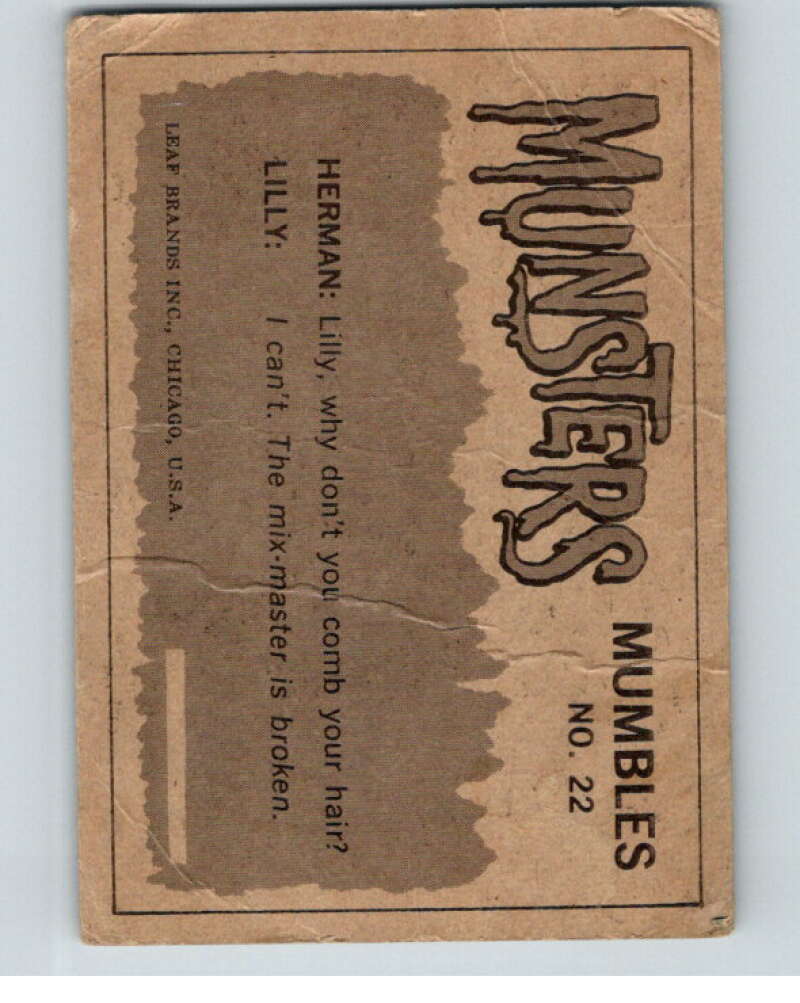 MUNSTERS MUMBLES
NO. 22
HERMAN: Lilly, why don't you comb your hair?
LILLY: I can't. The mix-master is broken.
LEAF BRANDS INC., CHICAGO, U.S.A.